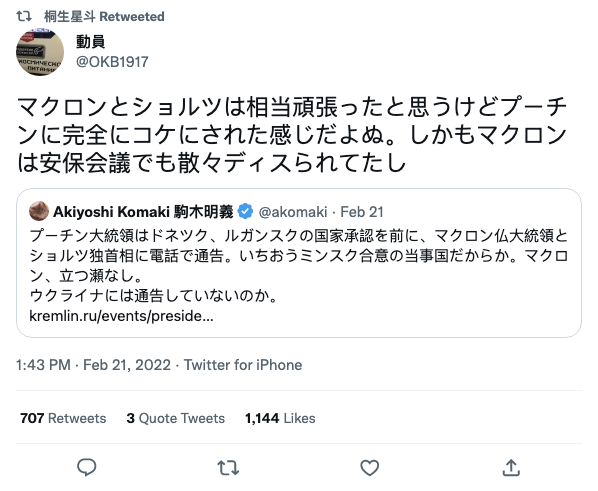 桐生星斗 Retweeted
動員
@OKB1917
マクロンとショルツは相当頑張ったと思うけどプーチ
ンに完全にコケにされた感じだよぬ。しかもマクロン
は安保会議でも散々ディスられてたし
Akiyoshi Komaki 駒木明義 @akomaki · Feb 21
プーチン大統領はドネツク、ルガンスクの国家承認を前に、マクロン仏大統領と
ショルツ独首相に電話で通告。いちおうミンスク合意の当事国だからか。マクロ
ン、立つ瀬なし。
ウクライナには通告していないのか。
kremlin.ru/events/preside...
1:43 PM · Feb 21, 2022 · Twitter for iPhone
707 Retweets 3 Quote Tweets 1,144 Likes